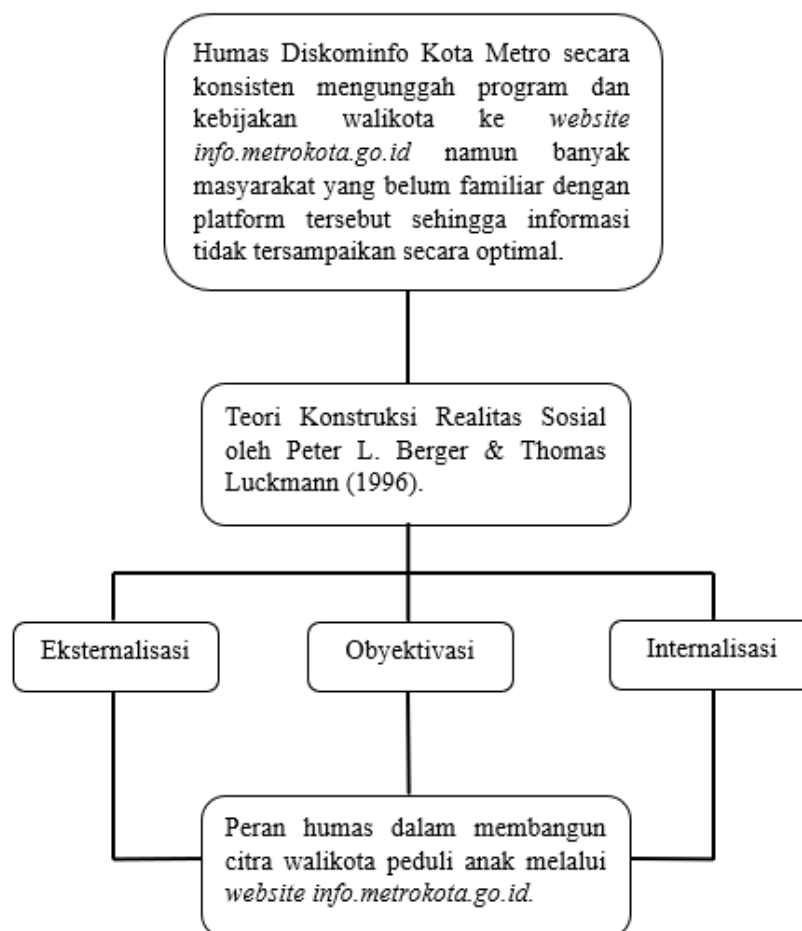 Humas Diskominfo Kota Metro secara
konsisten mengunggah program dan
kebijakan walikota ke website
info.metrokota.go.id namun banyak
masyarakat yang belum familiar dengan
platform tersebut sehingga informasi
tidak tersampaikan secara optimal.
Teori Konstruksi Realitas Sosial
oleh Peter L. Berger & Thomas
Luckmann (1996).
Eksternalisasi
Obyektivasi
Internalisasi
Peran humas dalam membangun
citra walikota peduli anak melalui
website info.metrokota.go.id.